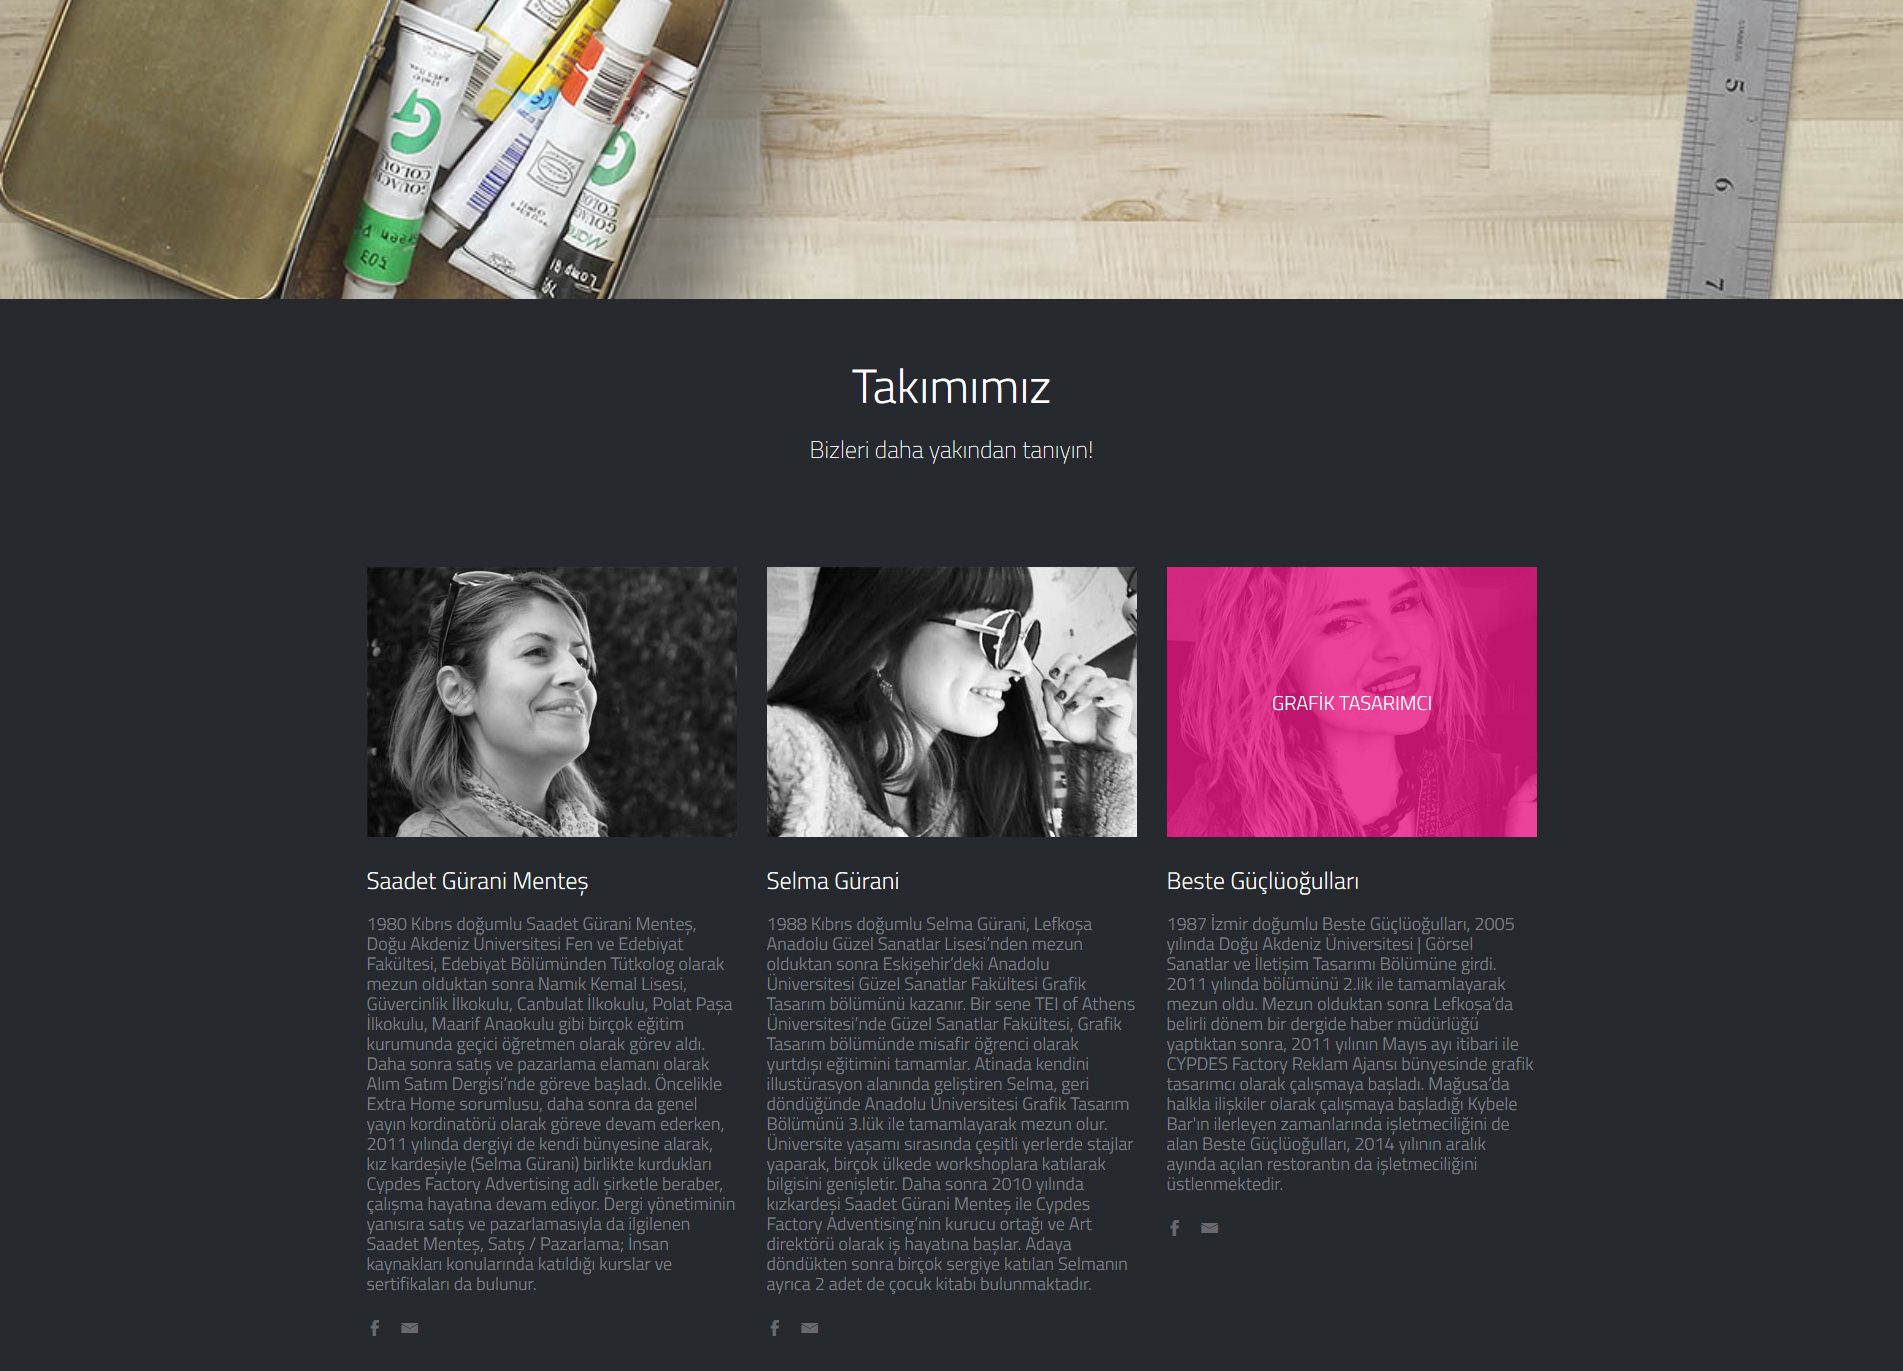 G
GOUACHE
COLOUR
303
G
5
6
7
Takımımız
Bizleri daha yakından tanıyın!
GRAFİK TASARIMCI
Saadet Gürani Menteş
1980 Kıbrıs doğumlu Saadet Gürani Menteş,
Doğu Akdeniz Üniversitesi Fen ve Edebiyat
Fakültesi, Edebiyat Bölümünden Tütkolog olarak
mezun olduktan sonra Namık Kemal Lisesi,
Güvercinlik İlkokulu, Canbulat İlkokulu, Polat Paşa
İlkokulu, Maarif Anaokulu gibi birçok eğitim
kurumunda geçici öğretmen olarak görev aldı.
Daha sonra satış ve pazarlama elamanı olarak
Alım Satım Dergisi'nde göreve başladı. Öncelikle
Extra Home sorumlusu, daha sonra da genel
yayın kordinatörü olarak göreve devam ederken,
2011 yılında dergiyi de kendi bünyesine alarak,
kız kardeşiyle (Selma Gürani) birlikte kurdukları
Cypdes Factory Advertising adlı şirketle beraber,
çalışma hayatına devam ediyor. Dergi yönetiminin
yanısıra satış ve pazarlamasıyla da ilgilenen
Saadet Menteş, Satış / Pazarlama; İnsan
kaynakları konularında katıldığı kurslar ve
sertifikaları da bulunur.
Selma Gürani
1988 Kıbrıs doğumlu Selma Gürani, Lefkoşa
Anadolu Güzel Sanatlar Lisesi'nden mezun
olduktan sonra Eskişehir'deki Anadolu
Üniversitesi Güzel Sanatlar Fakültesi Grafik
Tasarım bölümünü kazanır. Bir sene TEI of Athens
Üniversitesi'nde Güzel Sanatlar Fakültesi, Grafik
Tasarım bölümünde misafir öğrenci olarak
yurtdışı eğitimini tamamlar. Atinada kendini
illustürasyon alanında geliştiren Selma, geri
döndüğünde Anadolu Üniversitesi Grafik Tasarım
Bölümünü 3.lük ile tamamlayarak mezun olur.
Üniversite yaşamı sırasında çeşitli yerlerde stajlar
yaparak, birçok ülkede workshoplara katılarak
bilgisini genişletir. Daha sonra 2010 yılında
kızkardeşi Saadet Gürani Menteş ile Cypdes
Factory Adventising'nin kurucu ortağı ve Art
direktörü olarak iş hayatına başlar. Adaya
döndükten sonra birçok sergiye katılan Selmanın
ayrıca 2 adet de çocuk kitabı bulunmaktadır.
Beste Güçlüoğulları
1987 İzmir doğumlu Beste Güçlüoğulları, 2005
yılında Doğu Akdeniz Üniversitesi | Görsel
Sanatlar ve İletişim Tasarımı Bölümüne girdi.
2011 yılında bölümünü 2.lik ile tamamlayarak
mezun oldu. Mezun olduktan sonra Lefkoşa'da
belirli dönem bir dergide haber müdürlüğü
yaptıktan sonra, 2011 yılının Mayıs ayı itibari ile
CYPDES Factory Reklam Ajansı bünyesinde grafik
tasarımcı olarak çalışmaya başladı. Mağusa'da
halkla ilişkiler olarak çalışmaya başladığı Kybele
Bar'ın ilerleyen zamanlarında işletmeciliğini de
alan Beste Güçlüoğulları, 2014 yılının aralık
ayında açılan restorantın da işletmeciliğini
üstlenmektedir.